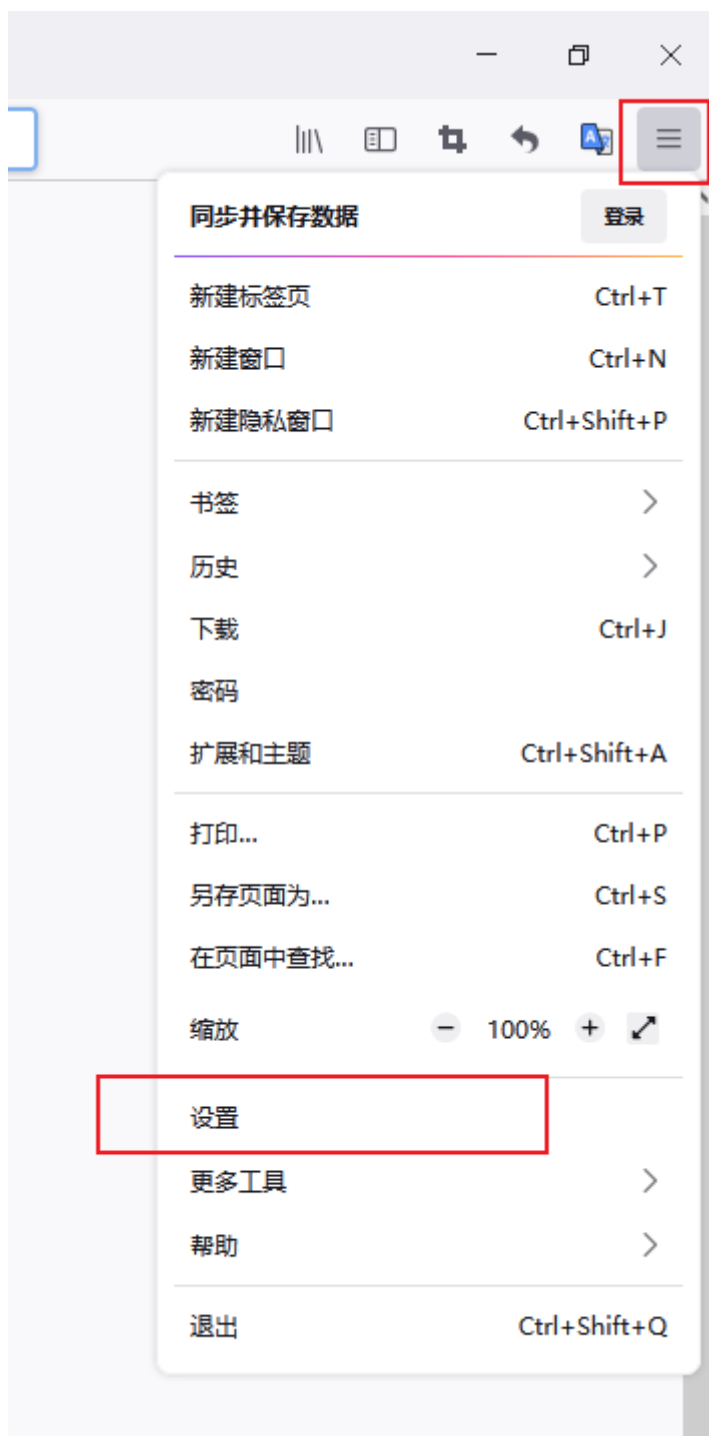 同步并保存数据 登录
新建标签页 Ctrl+T
新建窗口 Ctrl+N
新建隐私窗口 Ctrl+Shift+P
书签
历史
下载 Ctrl+J
密码
扩展和主题 Ctrl+Shift+A
打印... Ctrl+P
另存页面为... Ctrl+S
在页面中查找... Ctrl+F
缩放 − 100% +
设置
更多工具
帮助
退出 Ctrl+Shift+Q